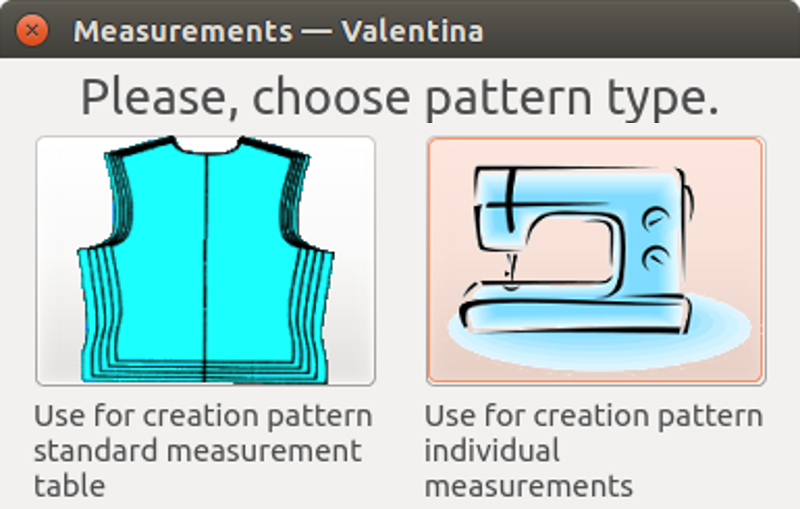 Measurements — Valentina
Please, choose pattern type.
Use for creation pattern
standard measurement
table
Use for creation pattern
individual
measurements